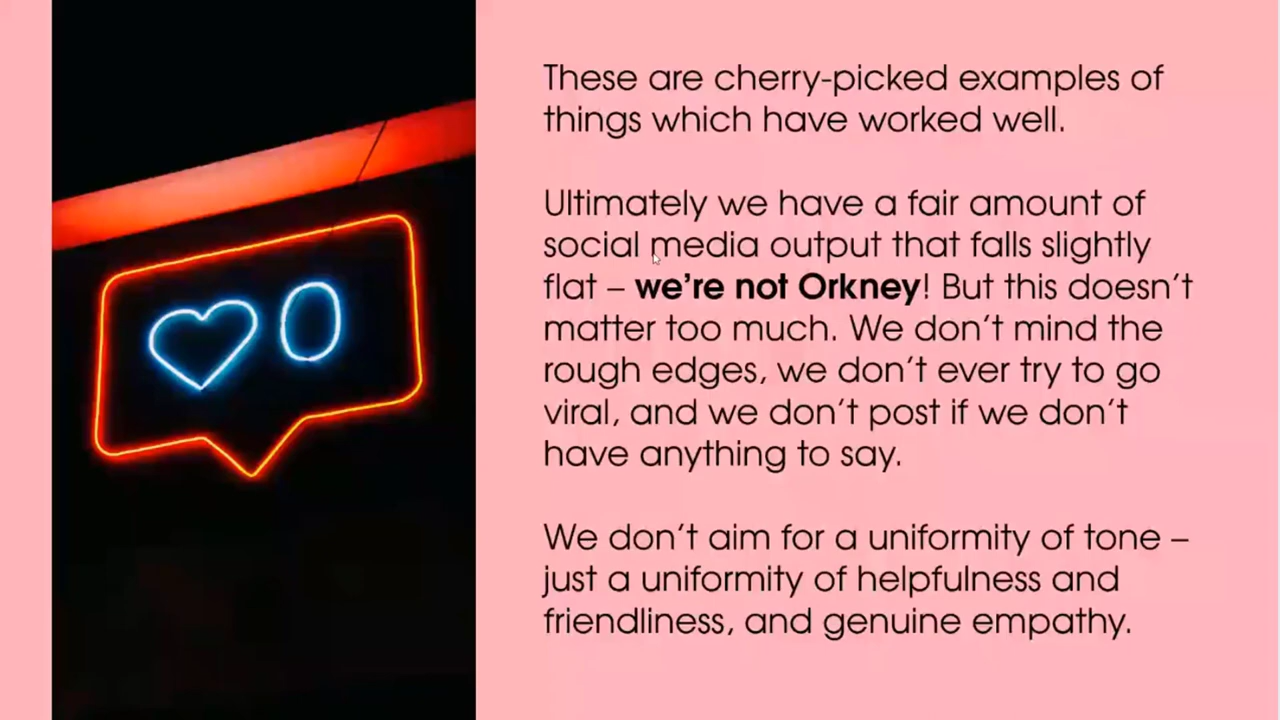 0
These are cherry-picked examples of
things which have worked well.
Ultimately we have a fair amount of
social media output that falls slightly
flat – we’re not Orkney! But this doesn’t
matter too much. We don’t mind the
rough edges, we don’t ever try to go
viral, and we don’t post if we don’t
have anything to say.
We don’t aim for a uniformity of tone –
just a uniformity of helpfulness and
friendliness, and genuine empathy.